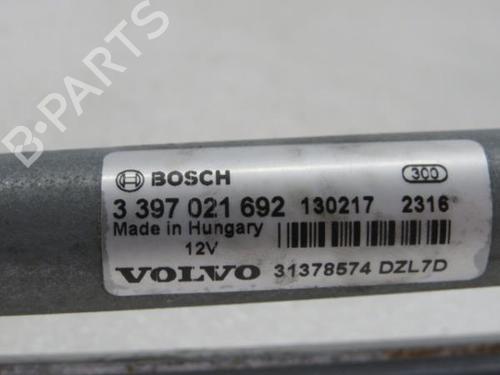 B-PARTS
BOSCH 300
3 397 021 692 130217 2316
Made in Hungary
12V
VOLVO 31378574 DZL7D